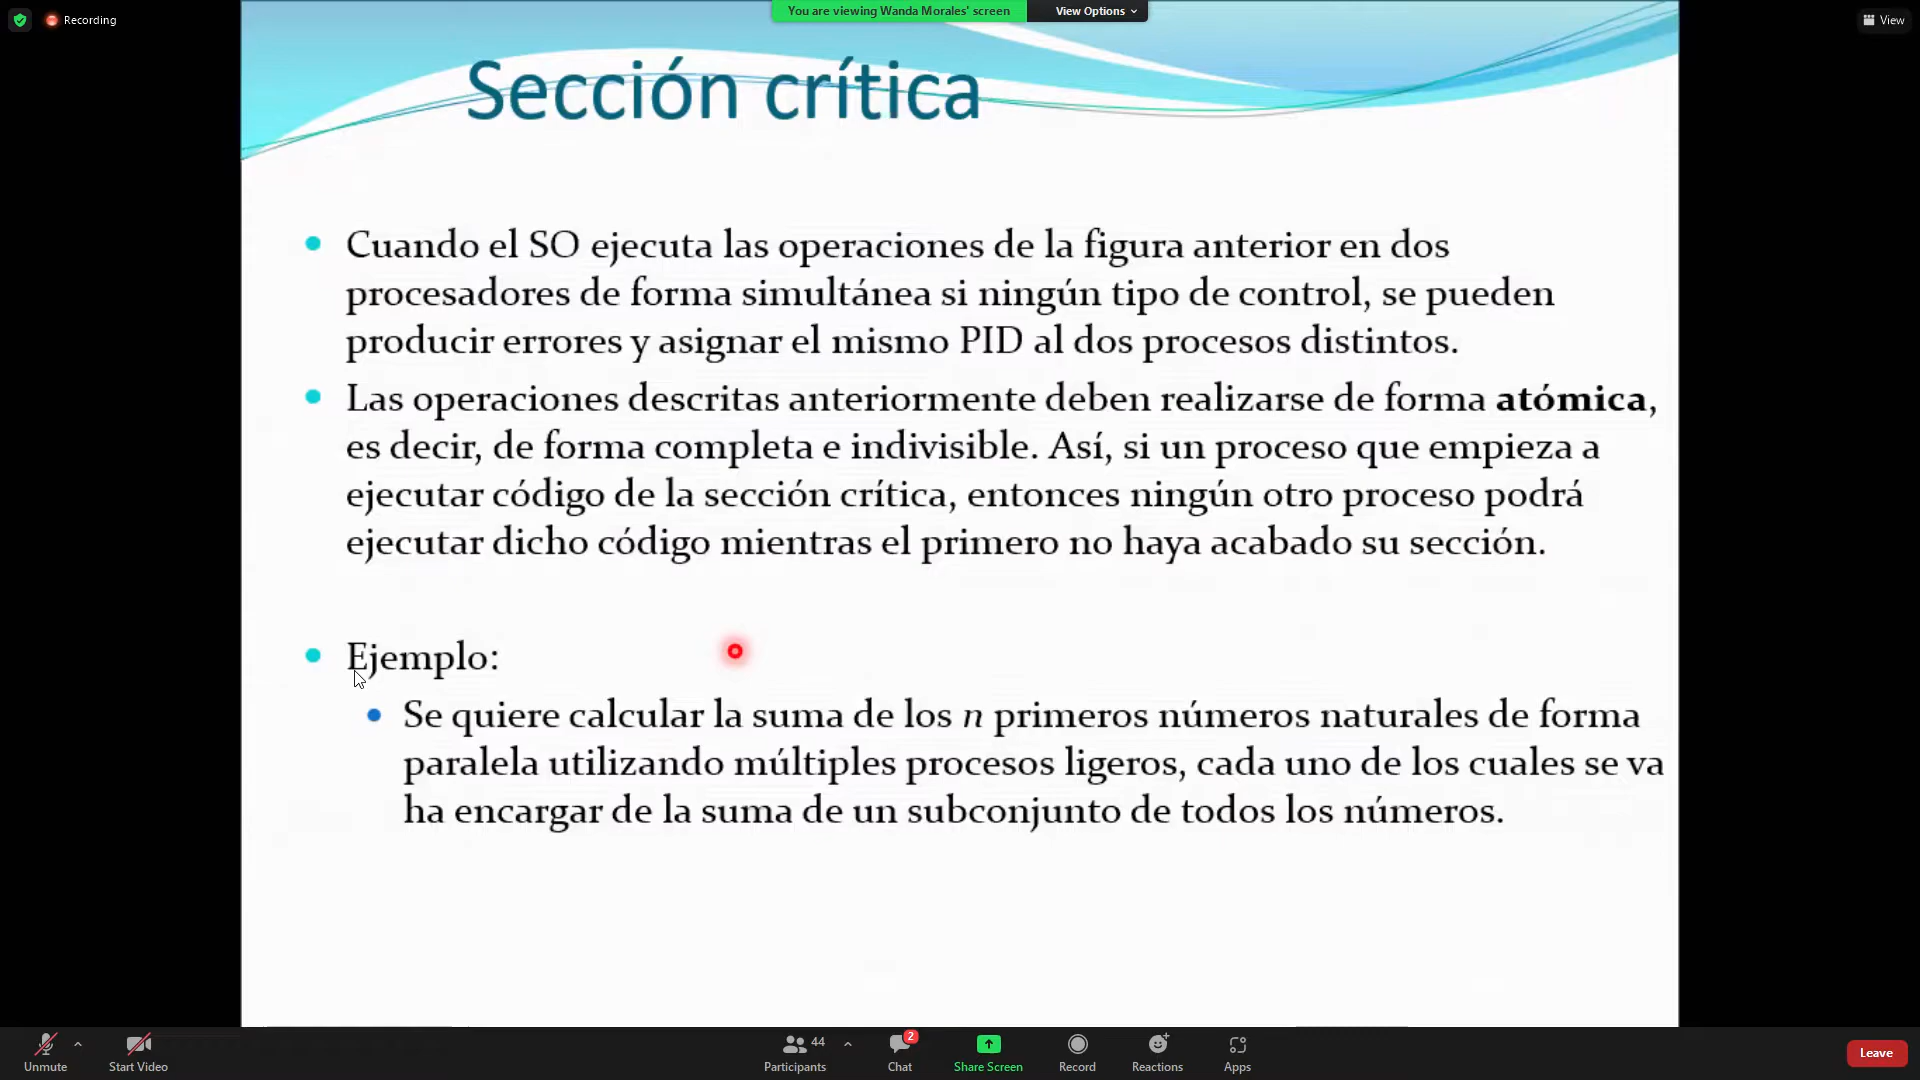 Recording
You are viewing Wanda Morales' screen
View Options
View
Sección crítica
Cuando el SO ejecuta las operaciones de la figura anterior en dos
procesadores de forma simultánea si ningún tipo de control, se pueden
producir errores y asignar el mismo PID al dos procesos distintos.
Las operaciones descritas anteriormente deben realizarse de forma atómica,
es decir, de forma completa e indivisible. Así, si un proceso que empieza a
ejecutar código de la sección crítica, entonces ningún otro proceso podrá
ejecutar dicho código mientras el primero no haya acabado su sección.
Ejemplo:
Se quiere calcular la suma de los n primeros números naturales de forma
paralela utilizando múltiples procesos ligeros, cada uno de los cuales se va
ha encargar de la suma de un subconjunto de todos los números.
Unmute
Start Video
44
Participants
2
Chat
Share Screen
Record
Reactions
Apps
Leave